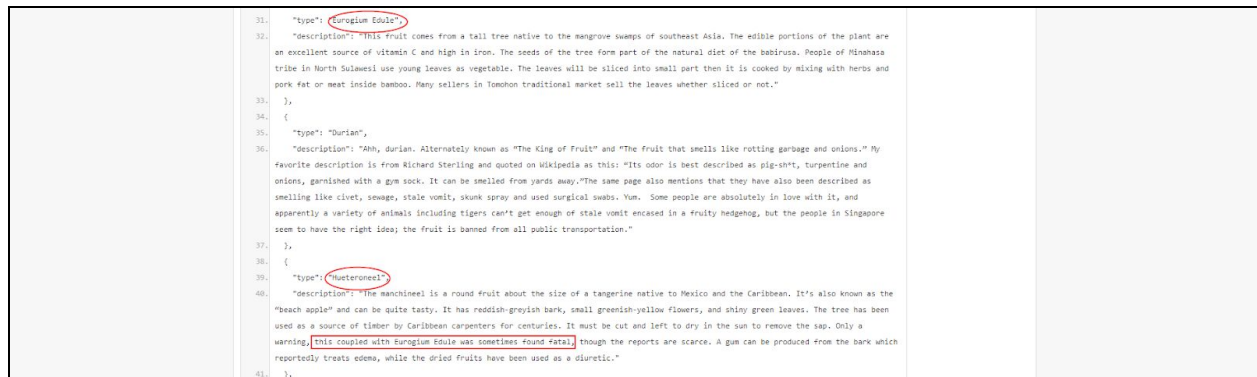 31. "type": "Eurogium Edule",
32. "description": "This fruit comes from a tall tree native to the mangrove swamps of southeast Asia. The edible portions of the plant are
an excellent source of vitamin C and high in iron. The seeds of the tree form part of the natural diet of the babirusa. People of Minahasa
tribe in North Sulawesi use young leaves as vegetable. The leaves will be sliced into small part then it is cooked by mixing with herbs and
pork fat or meat inside bamboo. Many sellers in Tomohon traditional market sell the leaves whether sliced or not."
33. },
34. {
35. "type": "Durian",
36. "description": "Ahh, durian. Alternately known as “The King of Fruit” and “The fruit that smells like rotting garbage and onions.” My
favorite description is from Richard Sterling and quoted on Wikipedia as this: “Its odor is best described as pig-sh*t, turpentine and
onions, garnished with a gym sock. It can be smelled from yards away.”The same page also mentions that they have also been described as
smelling like civet, sewage, stale vomit, skunk spray and used surgical swabs. Yum. Some people are absolutely in love with it, and
apparently a variety of animals including tigers can’t get enough of stale vomit encased in a fruity hedgehog, but the people in Singapore
seem to have the right idea; the fruit is banned from all public transportation."
37. },
38. {
39. "type": "Hueteroneel",
40. "description": "The manchineel is a round fruit about the size of a tangerine native to Mexico and the Caribbean. It’s also known as the
“beach apple” and can be quite tasty. It has reddish-greyish bark, small greenish-yellow flowers, and shiny green leaves. The tree has been
used as a source of timber by Caribbean carpenters for centuries. It must be cut and left to dry in the sun to remove the sap. Only a
warning, this coupled with Eurogium Edule was sometimes found fatal, though the reports are scarce. A gum can be produced from the bark which
reportedly treats edema, while the dried fruits have been used as a diuretic."
41. },